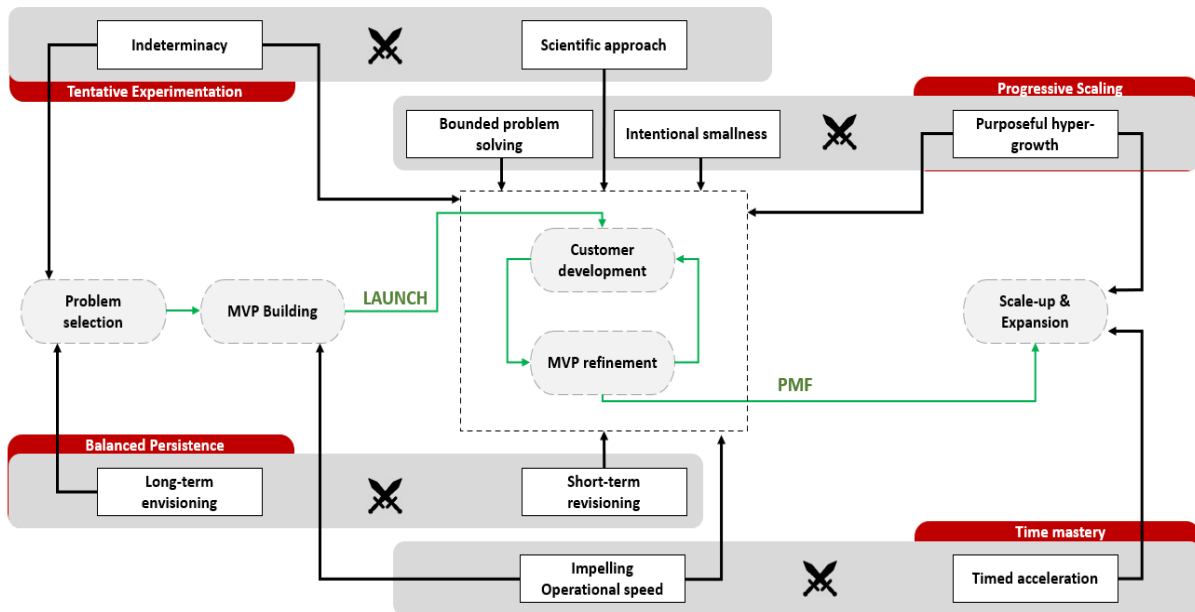 Indeterminacy
Scientific approach
Tentative Experimentation
Progressive Scaling
Bounded problem
solving
Intentional smallness
Purposeful hyper-
growth
Customer
development
LAUNCH
Problem
selection
MVP Building
Scale-up &
Expansion
MVP refinement
PMF
Balanced Persistence
Long-term
envisioning
Short-term
revisioning
Time mastery
Impelling
Operational speed
Timed acceleration